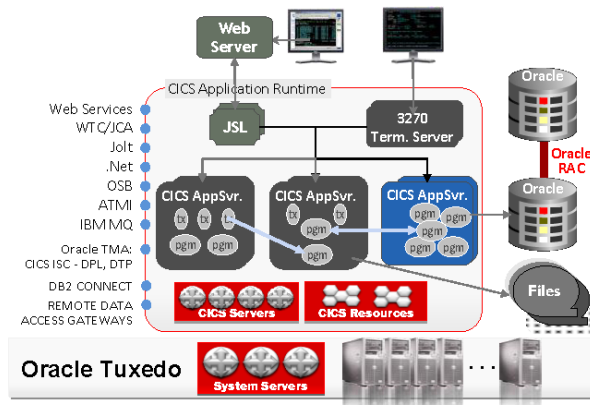 Web
Server
CICS Application Runtime
Web Services
WTC/JCA
Jolt
.Net
OSB
ATMI
IBM MQ
Oracle TMA:
CICS ISC - DPL, DTP
DB2 CONNECT
REMOTE DATA
ACCESS GATEWAYS
JSL
3270
Term. Server
CICS AppSvr.
tx
tx
t..
pgm
pgm
CICS AppSvr.
tx
tx
pgm
pgm
CICS AppSvr.
pgm
pgm
pgm
pgm
pgm
Oracle
Oracle
RAC
Oracle
Files
CICS Servers
CICS Resources
Oracle Tuxedo
System Servers
...